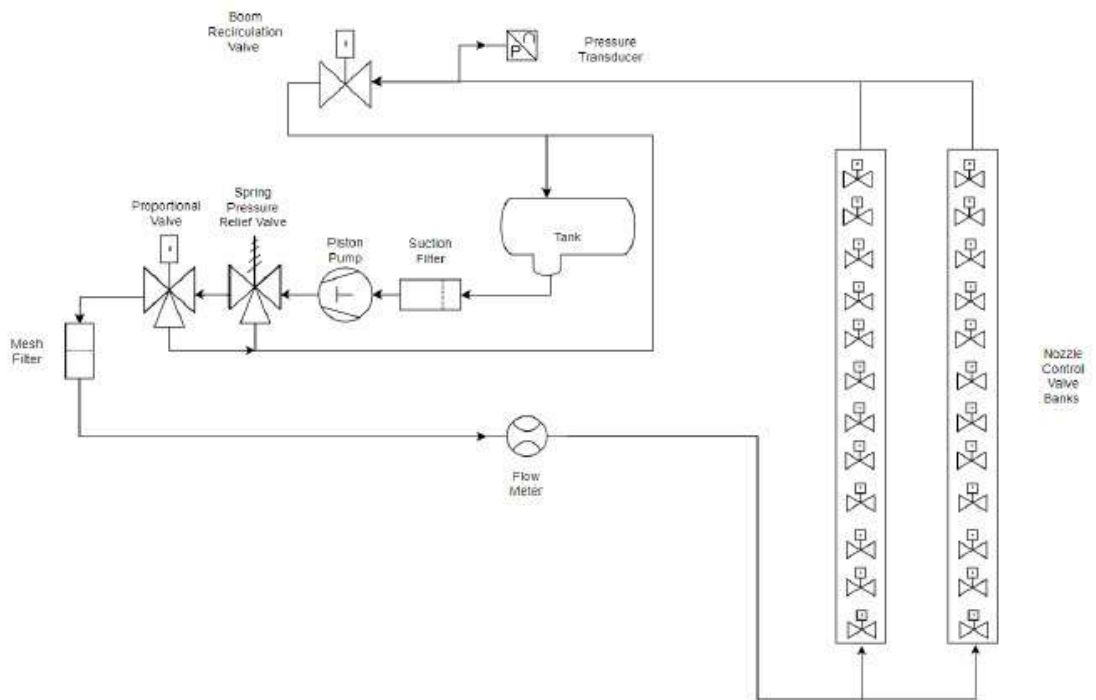 Boom
Recirculation
Valve
P
Pressure
Transducer
Proportional
Valve
Spring
Pressure
Relief Valve
Piston
Pump
Suction
Filter
Tank
Mesh
Filter
Flow
Meter
Nozzle
Control
Valve
Banks